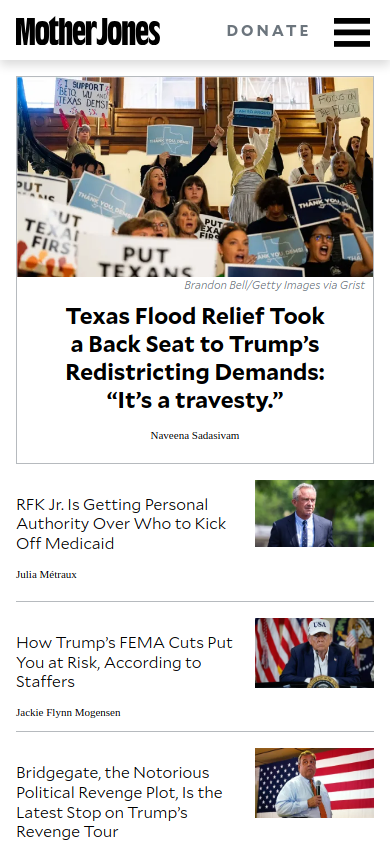 Mother Jones
DONATE
I SUPPORT
BETO, WU AND
TEXAS DEMS!
FOCUS ON
THE FLOOD
THANK YOU, DEMS!
THANK YOU, DEMS!
PUT
TEXANS
FIRST
PUT
TEXANS
Brandon Bell/Getty Images via Grist
Texas Flood Relief Took
a Back Seat to Trump’s
Redistricting Demands:
“It’s a travesty.”
Naveena Sadasivam
RFK Jr. Is Getting Personal
Authority Over Who to Kick
Off Medicaid
Julia Métraux
How Trump’s FEMA Cuts Put
You at Risk, According to
Staffers
Jackie Flynn Mogensen
USA
Bridgegate, the Notorious
Political Revenge Plot, Is the
Latest Stop on Trump’s
Revenge Tour